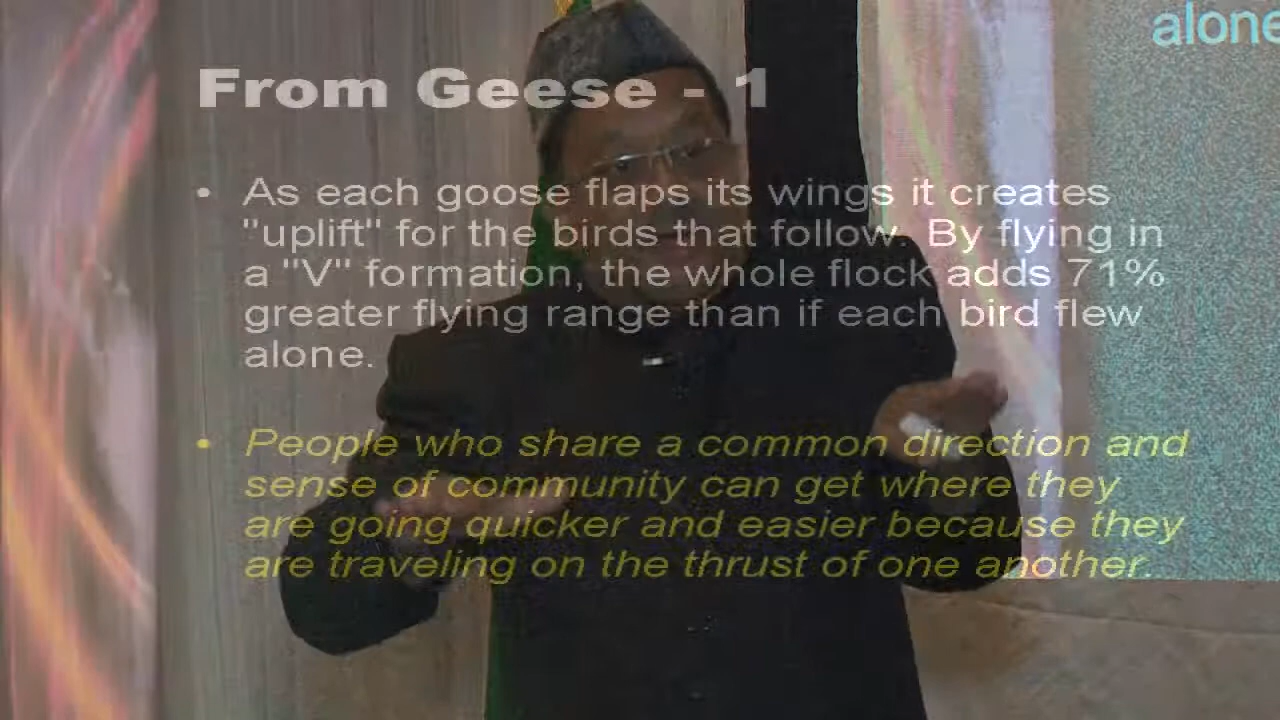 alone
From Geese - 1
• As each goose flaps its wings it creates
"uplift" for the birds that follow. By flying in
a "V" formation, the whole flock adds 71%
greater flying range than if each bird flew
alone.
• People who share a common direction and
sense of community can get where they
are going quicker and easier because they
are traveling on the thrust of one another.